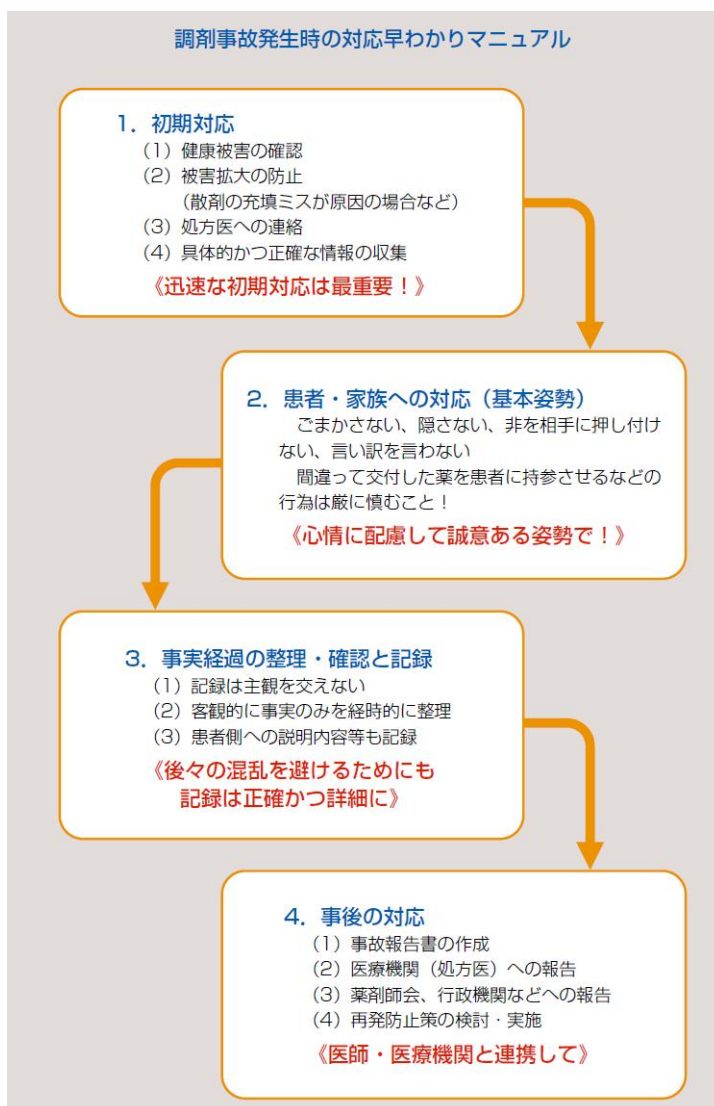 調剤事故発生時の対応早わかりマニュアル
1．初期対応
（1）健康被害の確認
（2）被害拡大の防止
（散剤の充填ミスが原因の場合など）
（3）処方医への連絡
（4）具体的かつ正確な情報の収集
《迅速な初期対応は最重要！》
2．患者・家族への対応（基本姿勢）
ごまかさない、隠さない、非を相手に押し付け
ない、言い訳を言わない
間違って交付した薬を患者に持参させるなどの
行為は厳に慎むこと！
《心情に配慮して誠意ある姿勢で！》
3．事実経過の整理・確認と記録
（1）記録は主観を交えない
（2）客観的に事実のみを経時的に整理
（3）患者側への説明内容等も記録
《後々の混乱を避けるためにも
記録は正確かつ詳細に》
4．事後の対応
（1）事故報告書の作成
（2）医療機関（処方医）への報告
（3）薬剤師会、行政機関などへの報告
（4）再発防止策の検討・実施
《医師・医療機関と連携して》